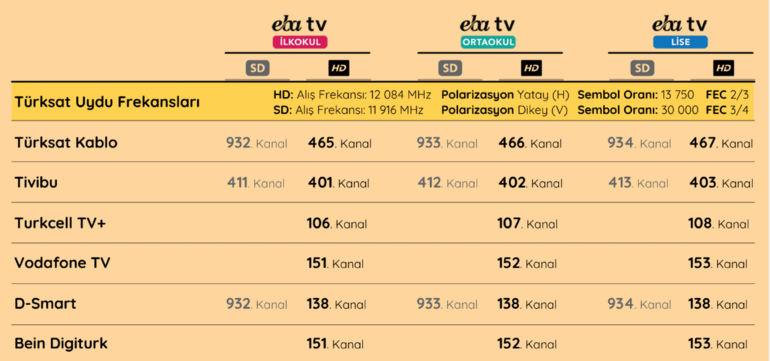 eba tv eba tv eba tv
İLKOKUL ORTAOKUL LİSE
SD HD SD HD SD HD
Türksat Uydu Frekansları
HD: Alış Frekansı: 12 084 MHz Polarizasyon Yatay (H) Sembol Oranı: 13 750 FEC 2/3
SD: Alış Frekansı: 11 916 MHz Polarizasyon Dikey (V) Sembol Oranı: 30 000 FEC 3/4
Türksat Kablo 932. Kanal 465. Kanal 933. Kanal 466. Kanal 934. Kanal 467. Kanal
Tivibu 411. Kanal 401. Kanal 412. Kanal 402. Kanal 413. Kanal 403. Kanal
Turkcell TV+ 106. Kanal 107. Kanal 108. Kanal
Vodafone TV 151. Kanal 152. Kanal 153. Kanal
D-Smart 932. Kanal 138. Kanal 933. Kanal 138. Kanal 934. Kanal 138. Kanal
Bein Digiturk 151. Kanal 152. Kanal 153. Kanal